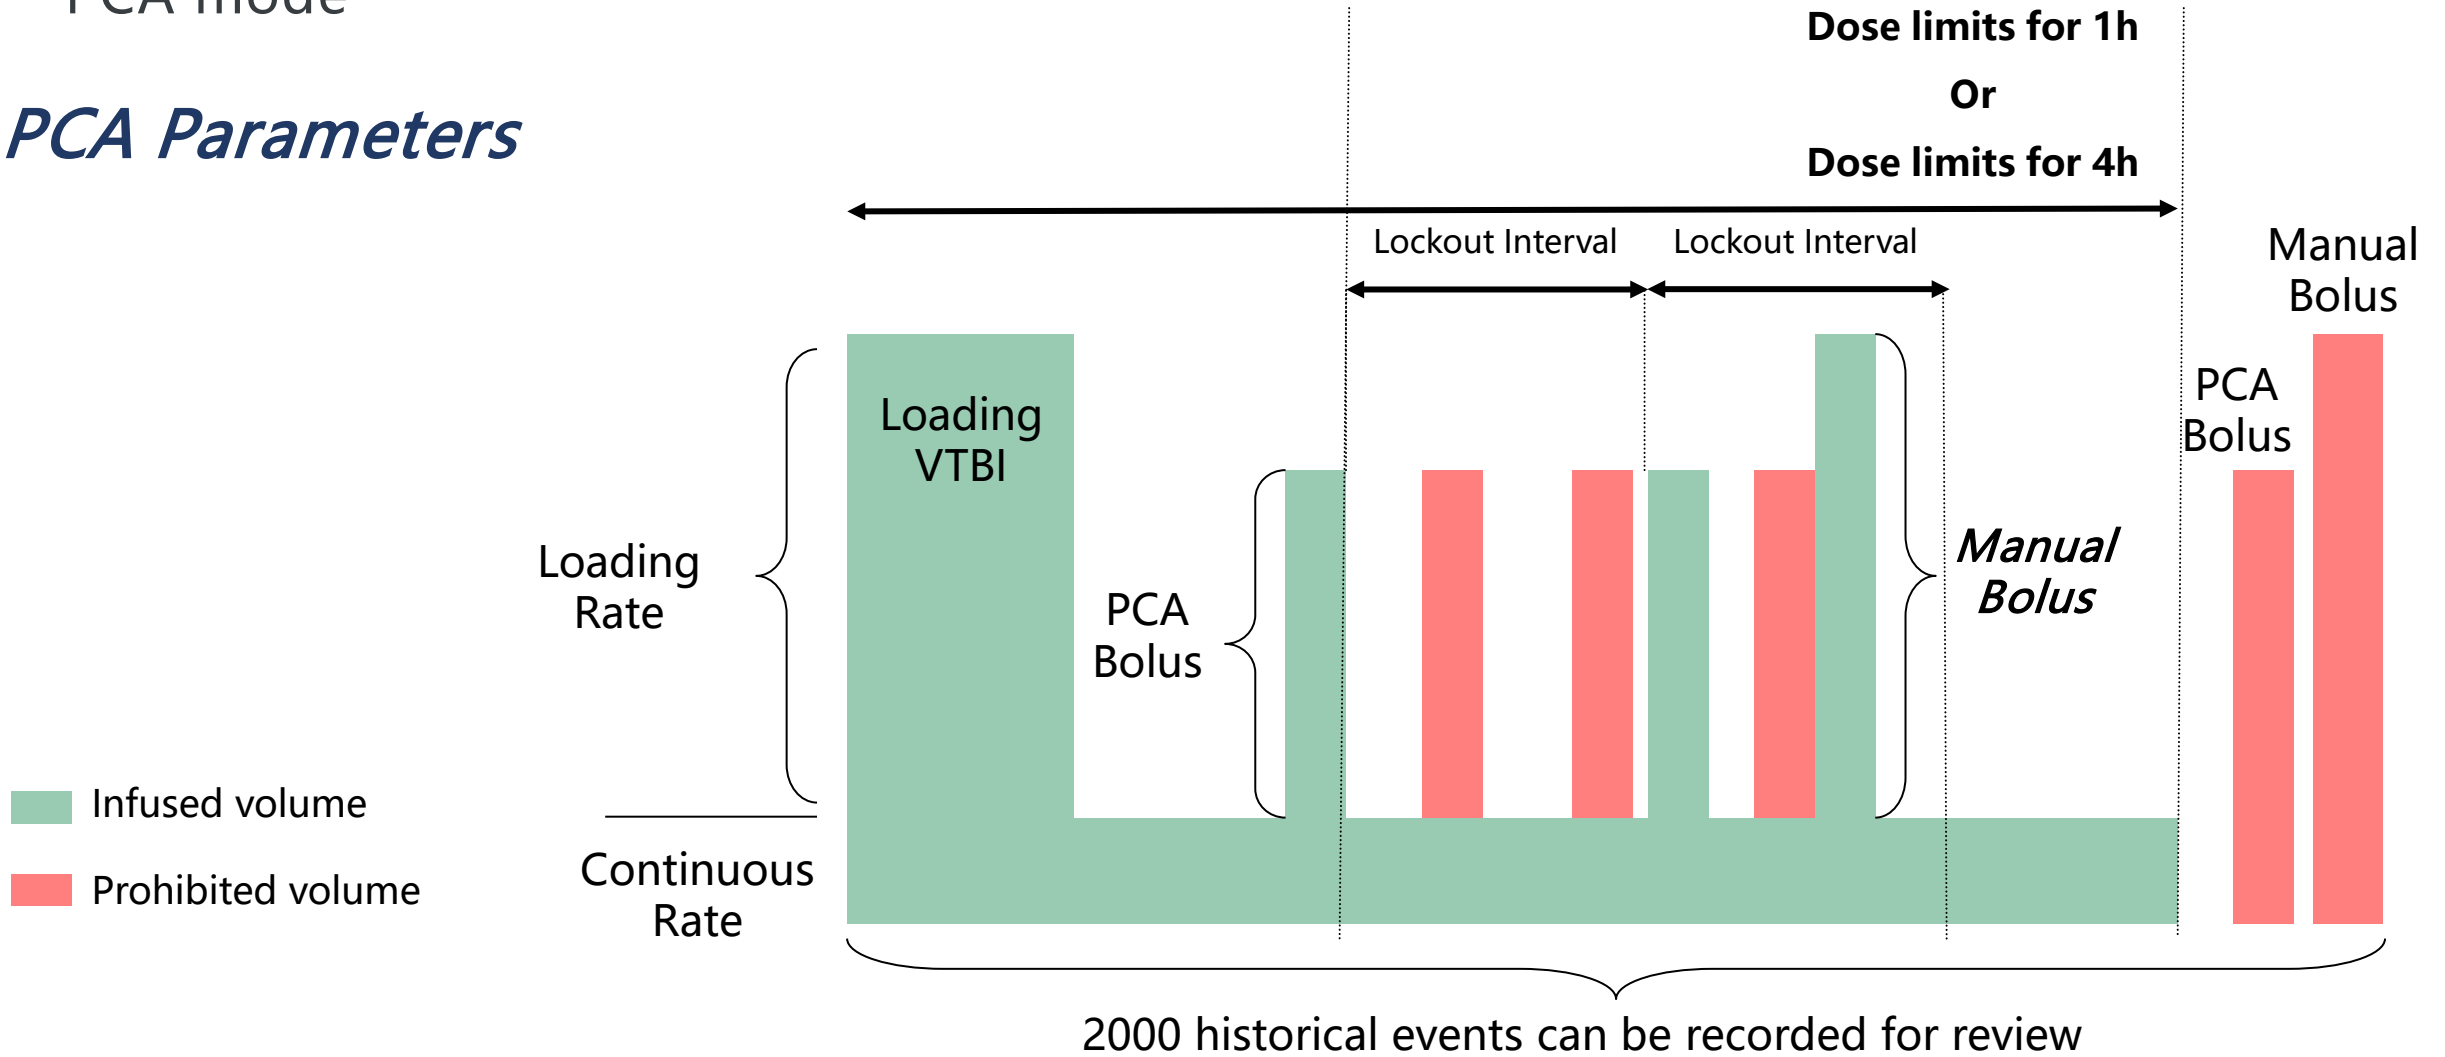 PCA mode
PCA Parameters
Dose limits for 1h
Or
Dose limits for 4h
Lockout Interval
Lockout Interval
Manual
Bolus
PCA
Bolus
Loading
VTBI
Loading
Rate
PCA
Bolus
Manual
Bolus
Infused volume
Prohibited volume
Continuous
Rate
2000 historical events can be recorded for review